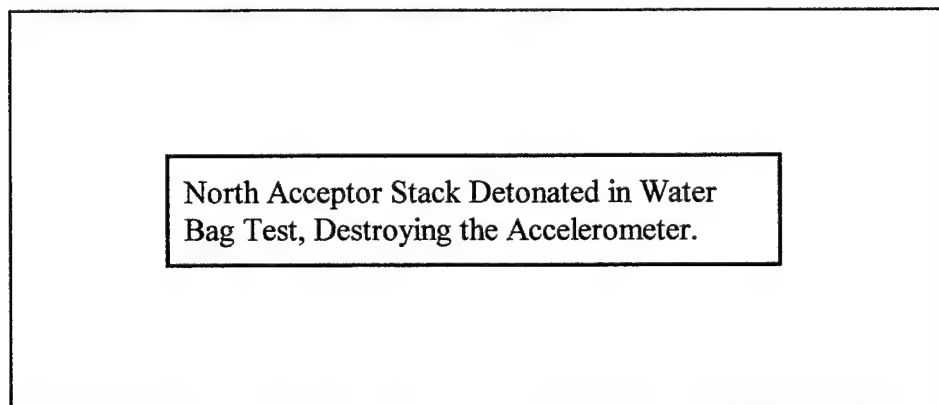 North Acceptor Stack Detonated in Water
Bag Test, Destroying the Accelerometer.